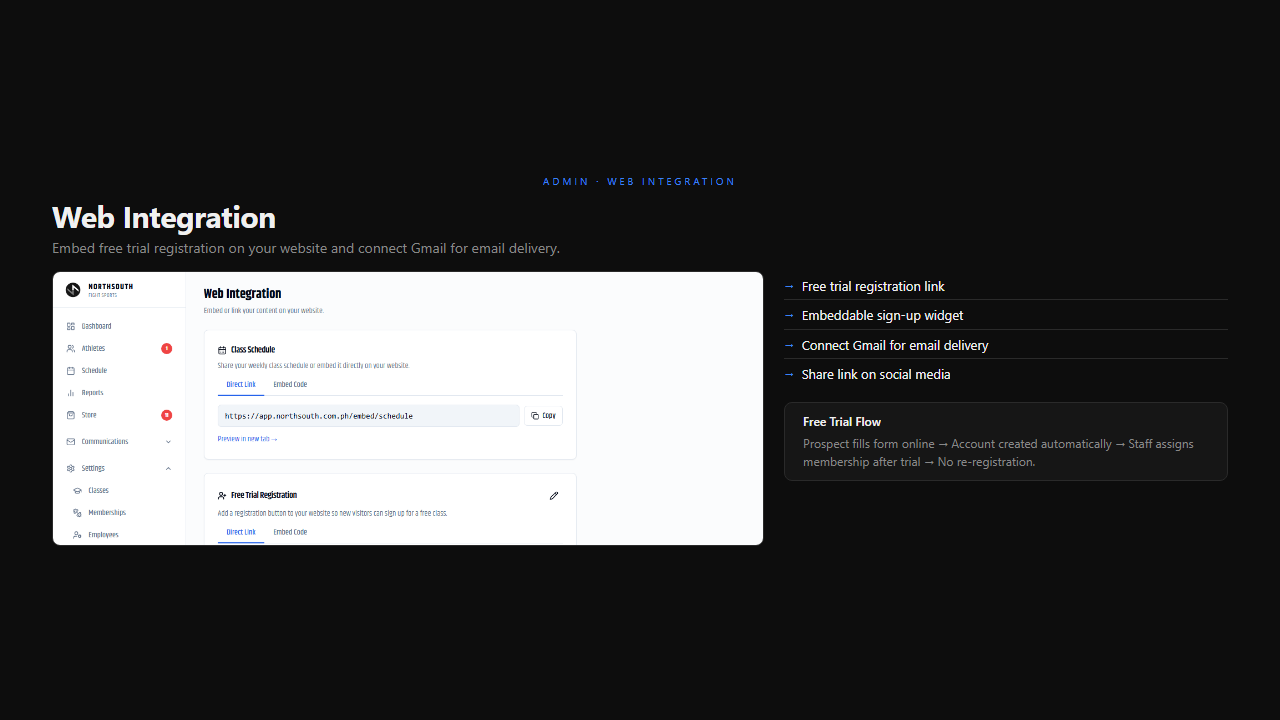 ADMIN · WEB INTEGRATION
Web Integration
Embed free trial registration on your website and connect Gmail for email delivery.
NORTHSOUTH
FIGHT SPORTS
Dashboard
Athletes
Schedule
Reports
Store
Communications
Settings
Classes
Memberships
Employees
Web Integration
Embed or link your content on your website.
Class Schedule
Share your weekly class schedule or embed it directly on your website.
Direct Link Embed Code
https://app.northsouth.com.ph/embed/schedule
Copy
Preview in new tab →
Free Trial Registration
Add a registration button to your website so new visitors can sign up for a free class.
Direct Link Embed Code
→ Free trial registration link
→ Embeddable sign-up widget
→ Connect Gmail for email delivery
→ Share link on social media
Free Trial Flow
Prospect fills form online → Account created automatically → Staff assigns
membership after trial → No re-registration.